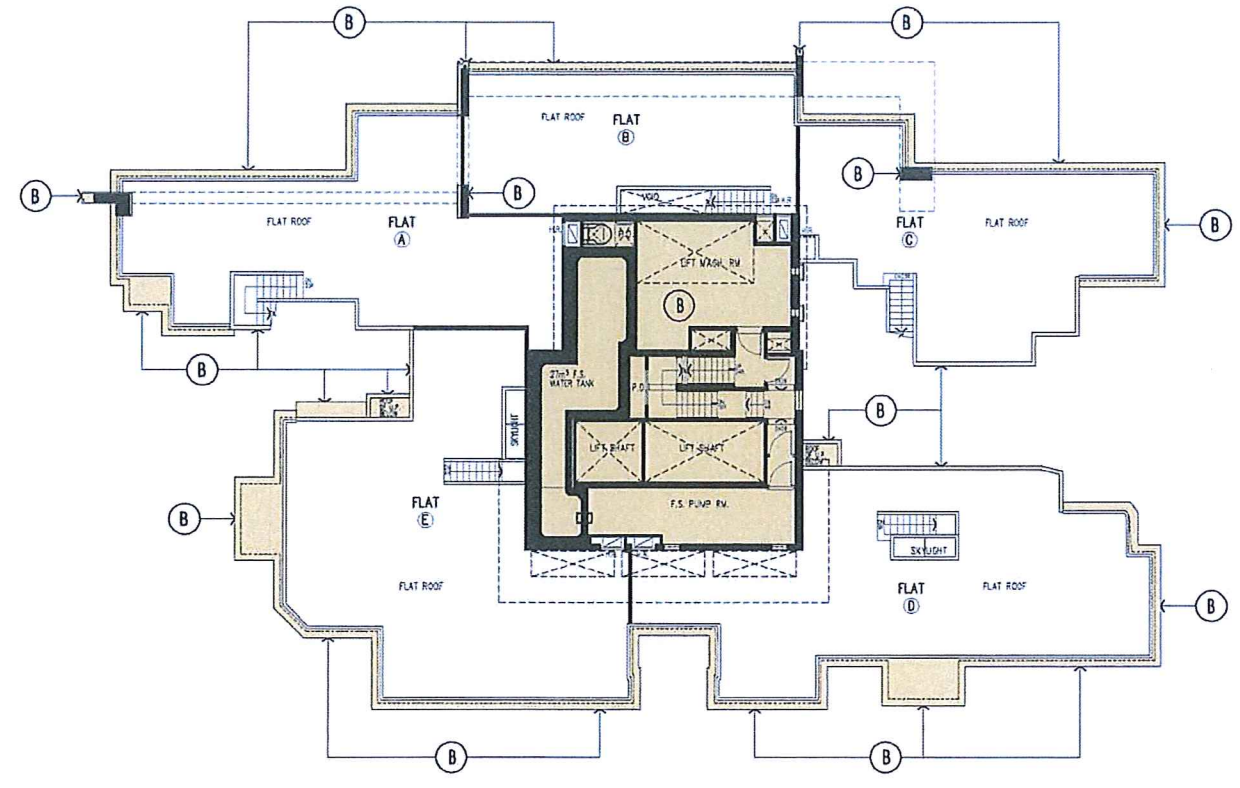 B
B
FLAT ROOF
FLAT
B
B
B
B
FLAT ROOF
FLAT
A
VOID
FLAT
C
FLAT ROOF
B
H.R.
LIFT MACH. RM.
B
B
27m³ F.S.
WATER TANK
P.D.
B
SKYLIGHT
LIFT SHAFT
LIFT SHAFT
FLAT
E
B
F.S. PUMP RM.
SKYLIGHT
FLAT ROOF
FLAT
D
FLAT ROOF
B
B
B